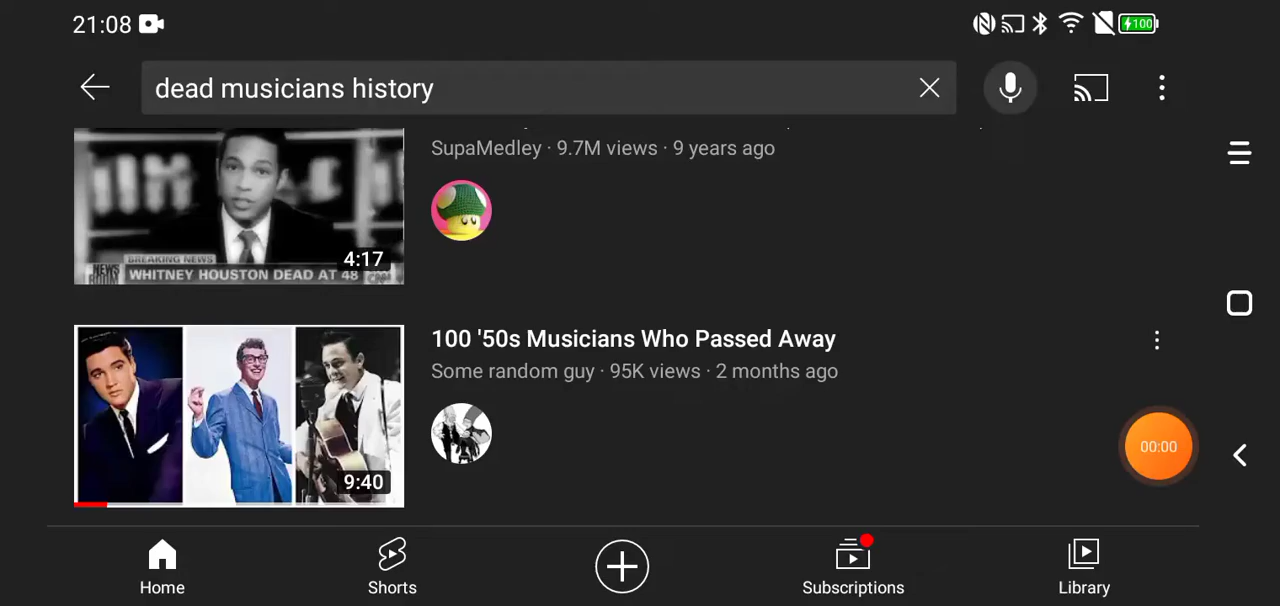 21:08
100
dead musicians history
SupaMedley · 9.7M views · 9 years ago
BREAKING NEWS
WHITNEY HOUSTON DEAD AT 48
4:17
100 '50s Musicians Who Passed Away
Some random guy · 95K views · 2 months ago
9:40
00:00
Home
Shorts
Subscriptions
Library